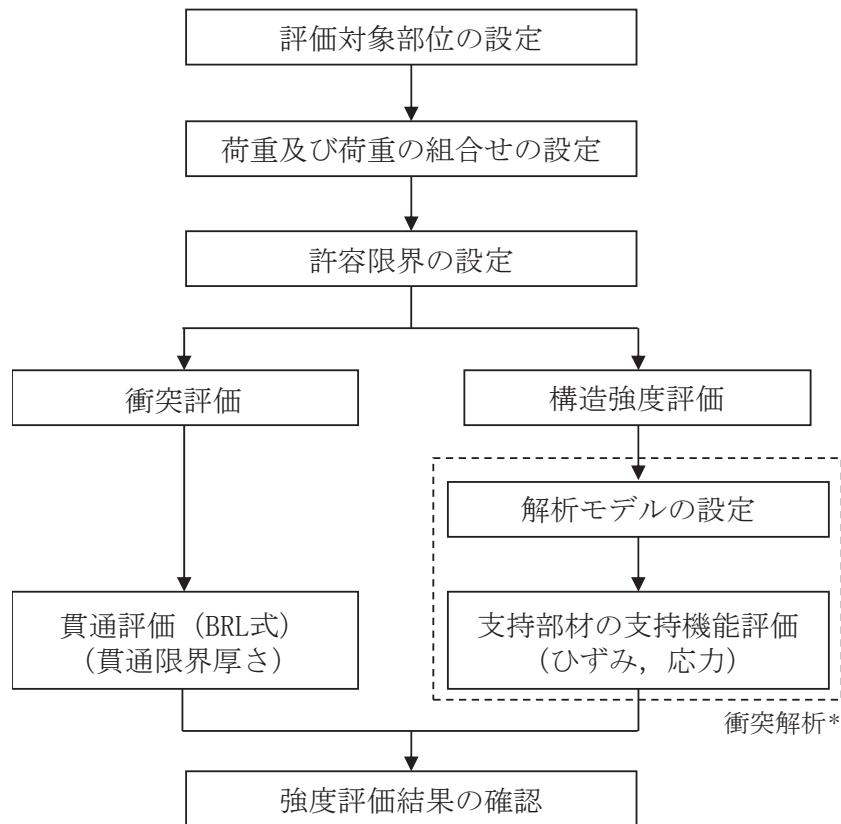 評価対象部位の設定
荷重及び荷重の組合せの設定
許容限界の設定
衝突評価
構造強度評価
解析モデルの設定
貫通評価（BRL式）
（貫通限界厚さ）
支持部材の支持機能評価
（ひずみ，応力）
衝突解析*
強度評価結果の確認